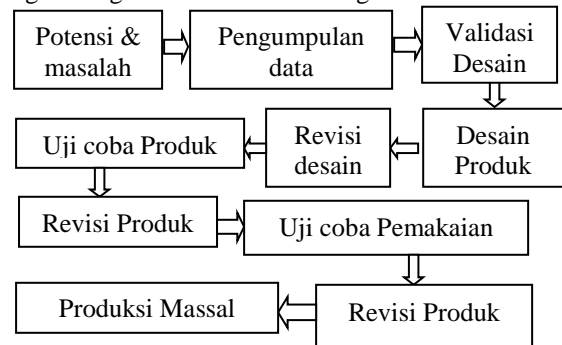 Potensi &
masalah
Pengumpulan
data
Validasi
Desain
Uji coba Produk
Revisi
desain
Desain
Produk
Revisi Produk
Uji coba Pemakaian
Produksi Massal
Revisi Produk